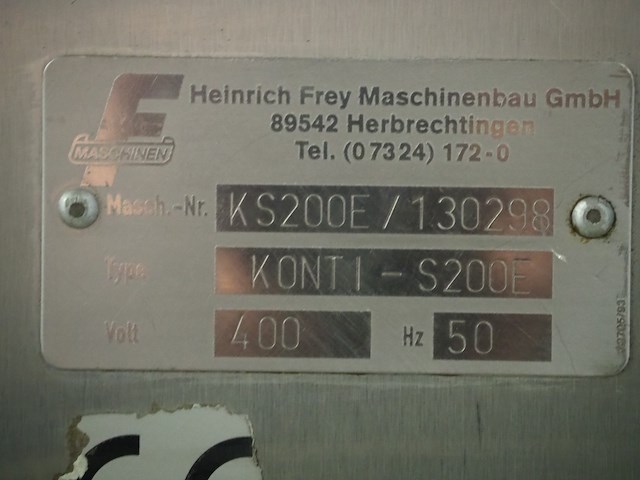 F
MASCHINEN
Heinrich Frey Maschinenbau GmbH
89542 Herbrechtingen
Tel. (07324) 172-0
Masch.-Nr. KS200E/130298
Type KONTI-S200E
Volt 400 Hz 50
CE